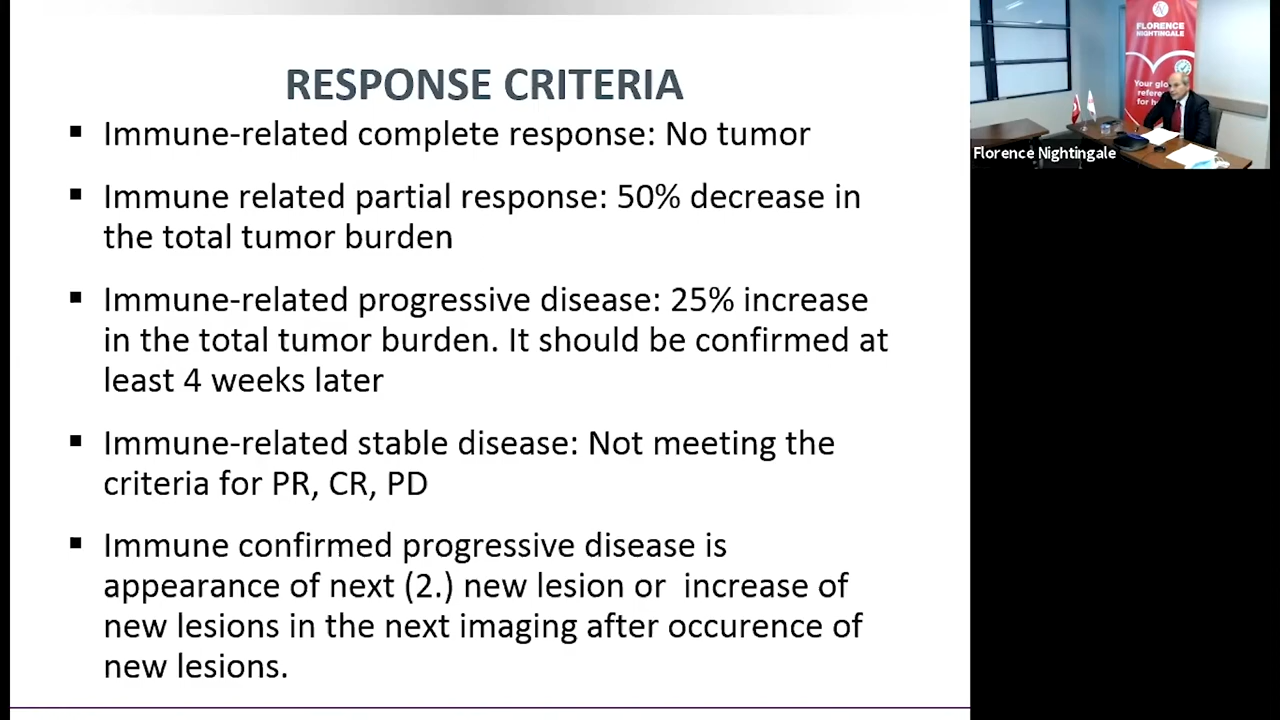 RESPONSE CRITERIA
▪ Immune-related complete response: No tumor
▪ Immune related partial response: 50% decrease in
the total tumor burden
▪ Immune-related progressive disease: 25% increase
in the total tumor burden. It should be confirmed at
least 4 weeks later
▪ Immune-related stable disease: Not meeting the
criteria for PR, CR, PD
▪ Immune confirmed progressive disease is
appearance of next (2.) new lesion or  increase of
new lesions in the next imaging after occurence of
new lesions.
FLORENCE
NIGHTINGALE
Your
for
Florence Nightingale